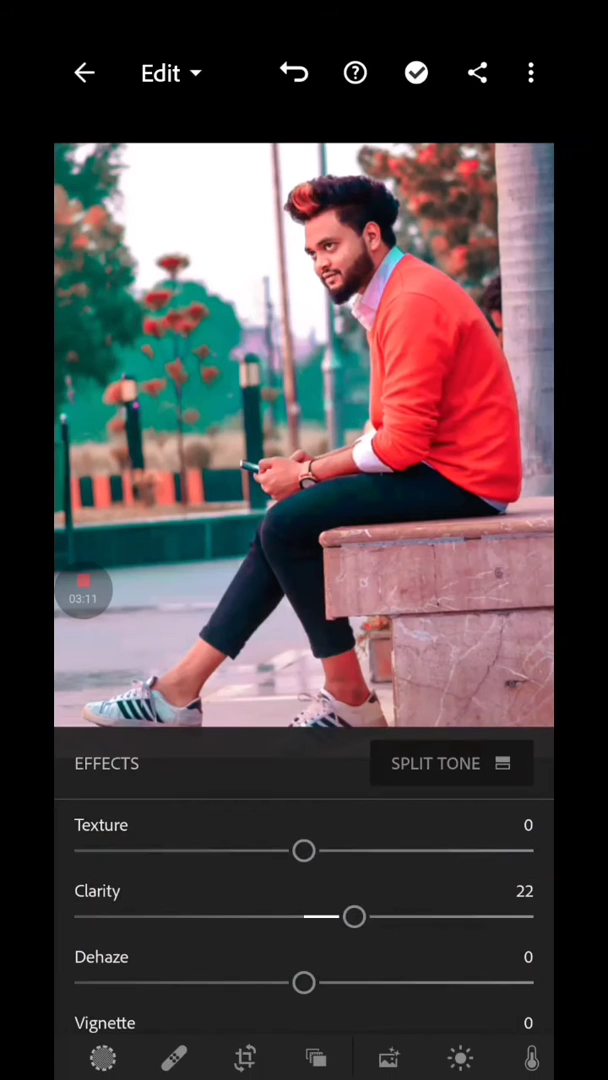 Edit
03:11
EFFECTS
SPLIT TONE
Texture 0
Clarity 22
Dehaze 0
Vignette 0